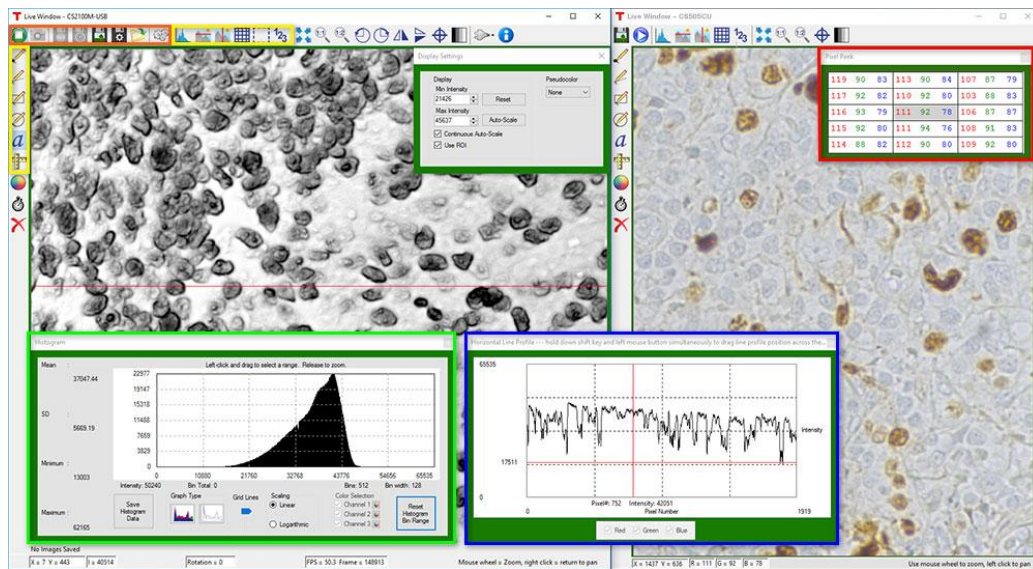 Live Window - CS2100M-USB
Live Window - CS505CU
1:1
1:2
123
123
1:1
1:2
Display Settings
Display
Pseudocolor
Min Intensity
21426
Reset
None
Max Intensity
45637
Auto-Scale
Continuous Auto-Scale
Use ROI
Pixel Peek
119 90 83 113 90 84 107 87 79
117 92 82 110 92 80 103 88 83
116 93 79 111 92 78 106 87 87
115 92 80 111 94 76 108 91 83
114 88 82 112 90 80 109 92 80
a
a
Histogram
Mean :
37047.44
SD :
5669.19
Minimum :
13003
Maximum :
62165
Left click and drag to select a range. Release to zoom.
22977
19147
15318
11488
7659
3829
0
0 10880 21760 32768 43776 54656 65535
Intensity: 50240 Bin Total: 0 Bins: 512 Bin width: 128
Save Histogram Data
Graph Type
Grid Lines
Scaling
Linear
Logarithmic
Color Selection
Channel 1
Channel 2
Channel 3
Reset Histogram Bin Range
Horizontal Line Profile --- hold down shift key and left mouse button simultaneously to drag line profile position across the...
65535
Intensity
17511
0
0 Pixel#: 752 Intensity: 42051 1919
Pixel Number
Red Green Blue
No Images Saved
X = 7 Y = 443 I = 40514 Rotation = 0 FPS = 50.3 Frame = 148913 Mouse wheel = Zoom, right click = return to pan
X = 1437 Y = 636 R = 111 G = 92 B = 78 Use mouse wheel to zoom, left click to pan